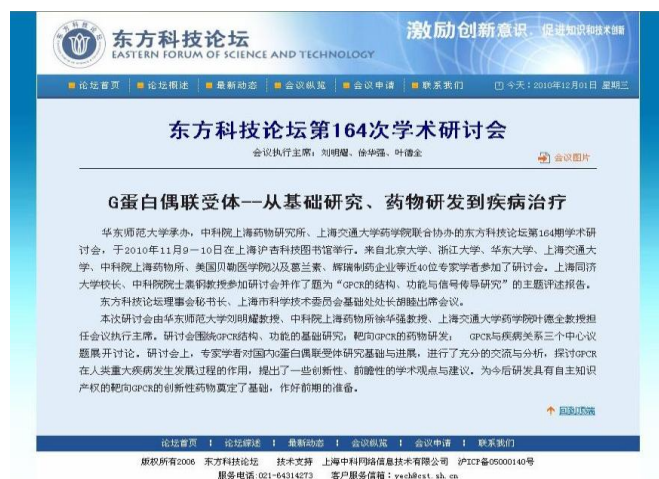 东方科技论坛
EASTERN FORUM OF SCIENCE AND TECHNOLOGY
激励创新意识、促进知识和技术创新
论坛首页 论坛概述 最新动态 会议纵览 会议申请 联系我们 今天：2010年12月01日 星期三
东方科技论坛第164次学术研讨会
会议执行主席：刘明耀、徐华强、叶德全
会议图片
G蛋白偶联受体--从基础研究、药物研发到疾病治疗
华东师范大学承办，中科院上海药物研究所、上海交通大学药学院联合协办的东方科技论坛第164期学术研
讨会，于2010年11月9－10日在上海沪杏科技图书馆举行。来自北京大学、浙江大学、华东大学、上海交通大
学、中科院上海药物所、美国贝勒医学院以及葛兰素、辉瑞制药企业等近40位专家学者参加了研讨会。上海同济
大学校长、中科院院士裴钢教授参加研讨会并作了题为“GPCR的结构、功能与信号传导研究”的主题评述报告。
东方科技论坛理事会秘书长、上海市科学技术委员会基础处处长胡睦出席会议。
本次研讨会由华东师范大学刘明耀教授、中科院上海药物所徐华强教授、上海交通大学药学院叶德全教授担
任会议执行主席。研讨会围绕GPCR结构、功能的基础研究；靶向GPCR的药物研发； GPCR与疾病关系三个中心议
题展开讨论。研讨会上，专家学者对国内G蛋白偶联受体研究基础与进展，进行了充分的交流与分析，探讨GPCR
在人类重大疾病发生发展过程的作用，提出了一些创新性、前瞻性的学术观点与建议。为今后研发具有自主知识
产权的靶向GPCR的创新性药物奠定了基础，作好前期的准备。
回到顶端
论坛首页 | 论坛综述 | 最新动态 | 会议纵览 | 会议申请 | 联系我们
版权所有2006 东方科技论坛 技术支持 上海中科网络信息技术有限公司 沪ICP备05000140号
服务电话:021-64314273 客户服务信箱：yech@cst.sh.cn